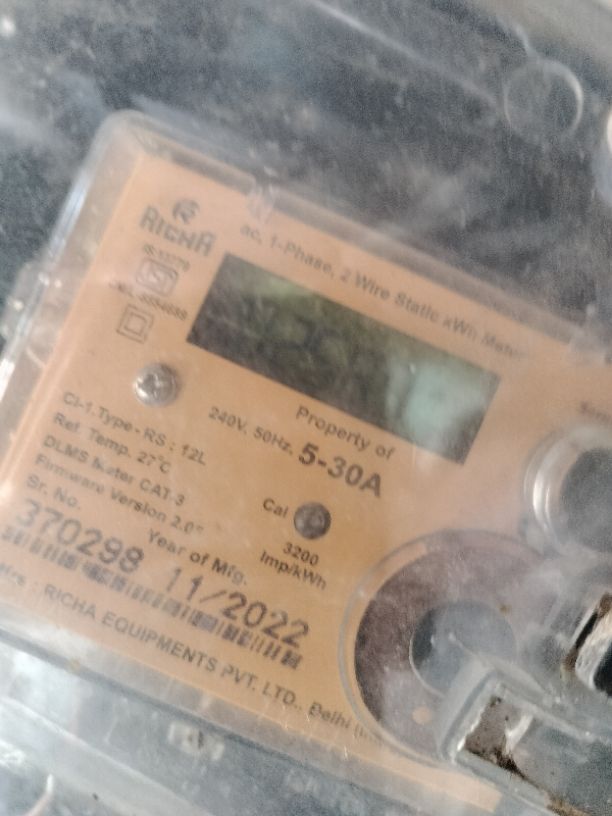 RICHA
ac, 1-Phase, 2 Wire Static kWh Meter
IS:13779
Property of
240V, 50Hz, 5-30A
Cl-1,Type - RS : 12L
Ref. Temp. 27°C
DLMS Meter CAT-3
Firmware Version 2.0
Cal
3200
Imp/kWh
Sr. No.
Year of Mfg.
370298 11/2022
RICHA EQUIPMENTS PVT. LTD., Delhi